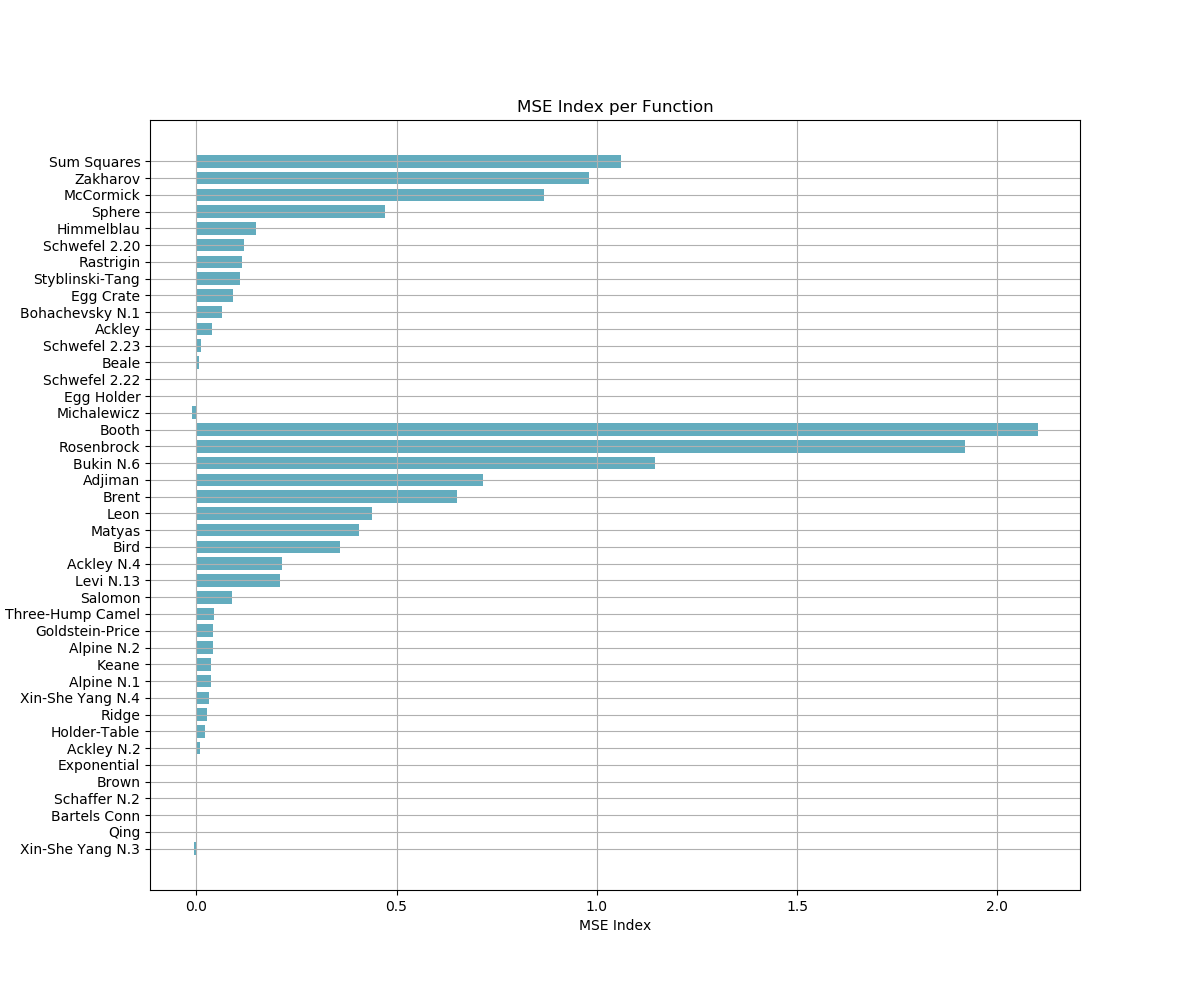 MSE Index per Function
Sum Squares
Zakharov
McCormick
Sphere
Himmelblau
Schwefel 2.20
Rastrigin
Styblinski-Tang
Egg Crate
Bohachevsky N.1
Ackley
Schwefel 2.23
Beale
Schwefel 2.22
Egg Holder
Michalewicz
Booth
Rosenbrock
Bukin N.6
Adjiman
Brent
Leon
Matyas
Bird
Ackley N.4
Levi N.13
Salomon
Three-Hump Camel
Goldstein-Price
Alpine N.2
Keane
Alpine N.1
Xin-She Yang N.4
Ridge
Holder-Table
Ackley N.2
Exponential
Brown
Schaffer N.2
Bartels Conn
Qing
Xin-She Yang N.3
0.0 0.5 1.0 1.5 2.0
MSE Index